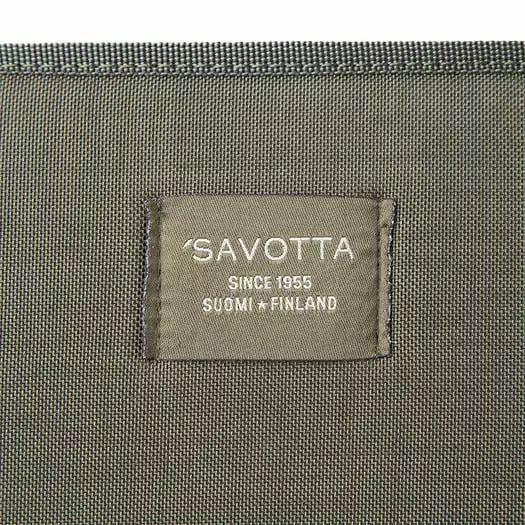 SAVOTTA
SINCE 1955
SUOMI ★ FINLAND